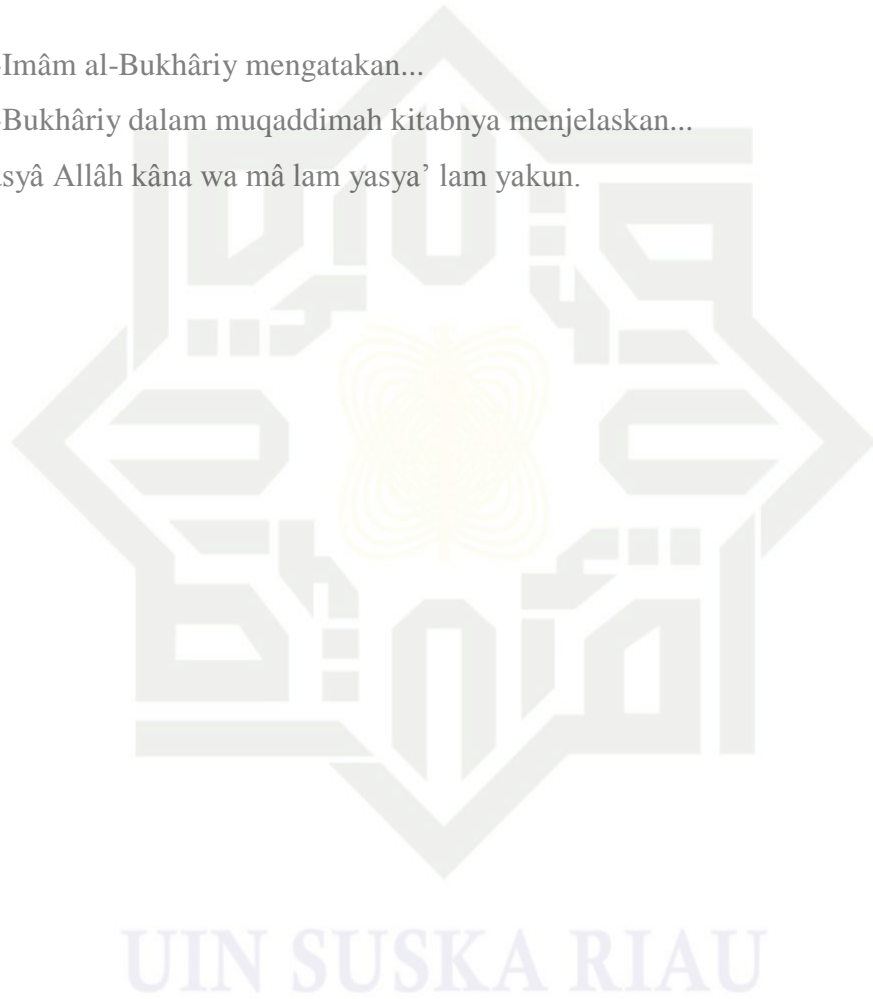 -Imâm al-Bukhâriy mengatakan...
-Bukhâriy dalam muqaddimah kitabnya menjelaskan...
asyâ Allâh kâna wa mâ lam yasya’ lam yakun.
UIN SUSKA RIAU